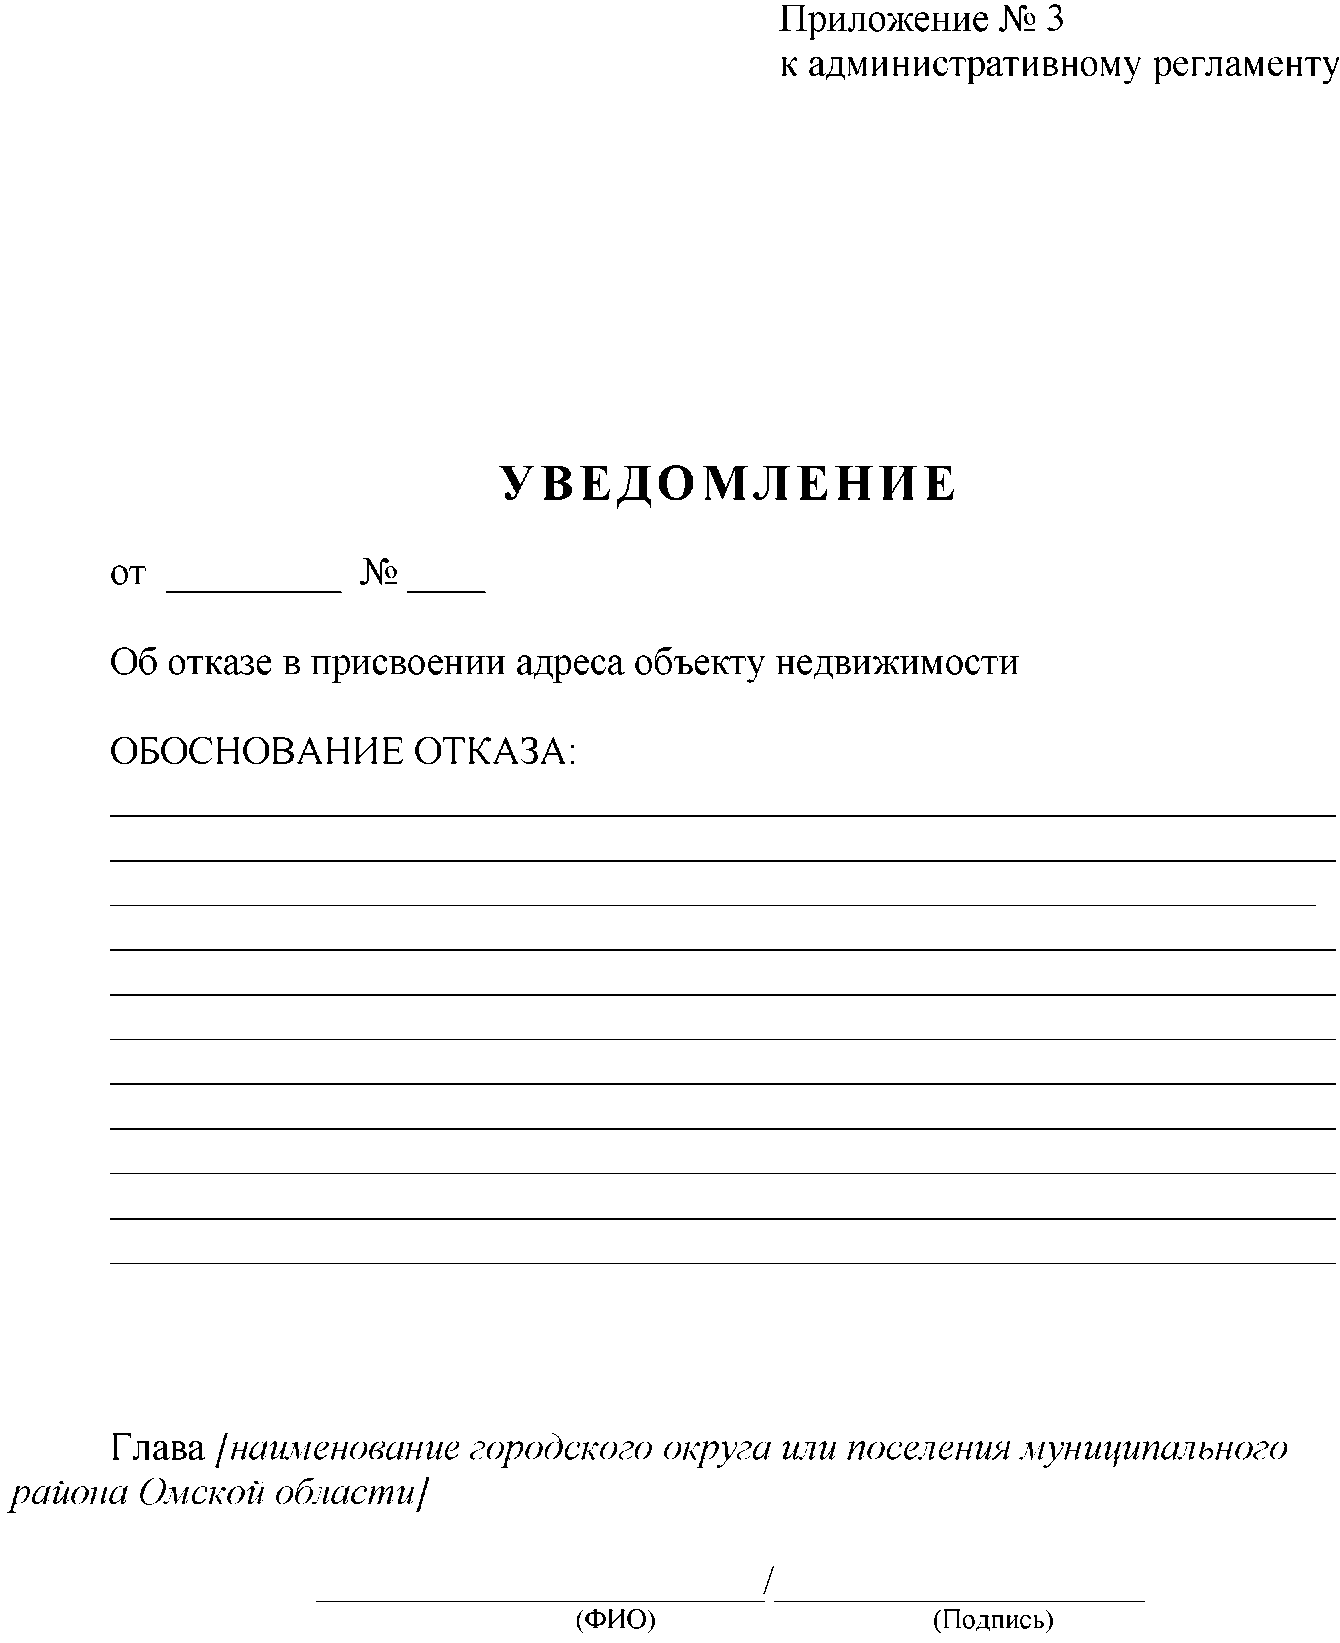 Приложение № 3
к административному регламенту
УВЕДОМЛЕНИЕ
от _________ № ____
Об отказе в присвоении адреса объекту недвижимости
ОБОСНОВАНИЕ ОТКАЗА:
Глава [наименование городского округа или поселения муниципального
района Омской области]
/
(ФИО) (Подпись)